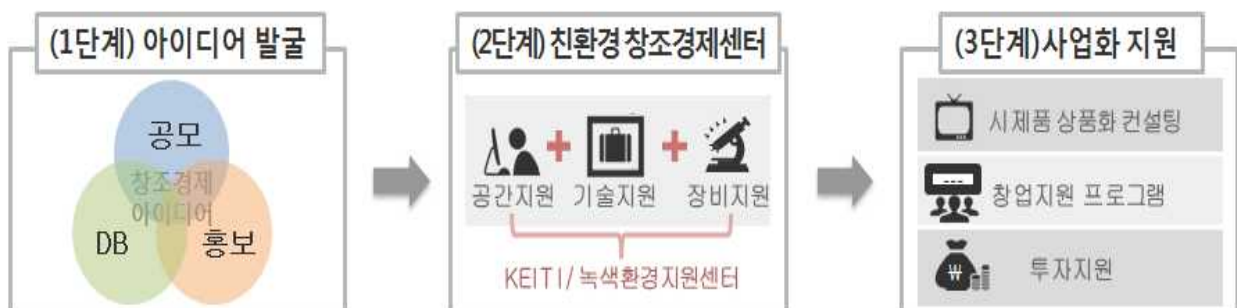 (1단계) 아이디어 발굴
공모
창조경제
아이디어
DB
홍보
(2단계) 친환경 창조경제센터
공간지원
기술지원
장비지원
KEITI/ 녹색환경지원센터
(3단계)사업화 지원
시제품 상품화 컨설팅
창업지원 프로그램
₩
투자지원